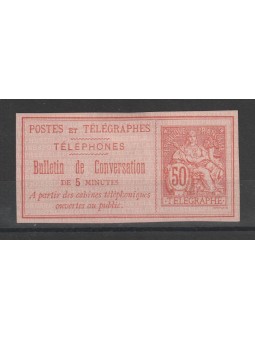 POSTES ET TÉLÉGRAPHES
TÉLÉPHONES
Bulletin de Conversation
DE 5 MINUTES
A partir des cabines téléphoniques
ouvertes au public.
50
TÉLÉGRAPHE